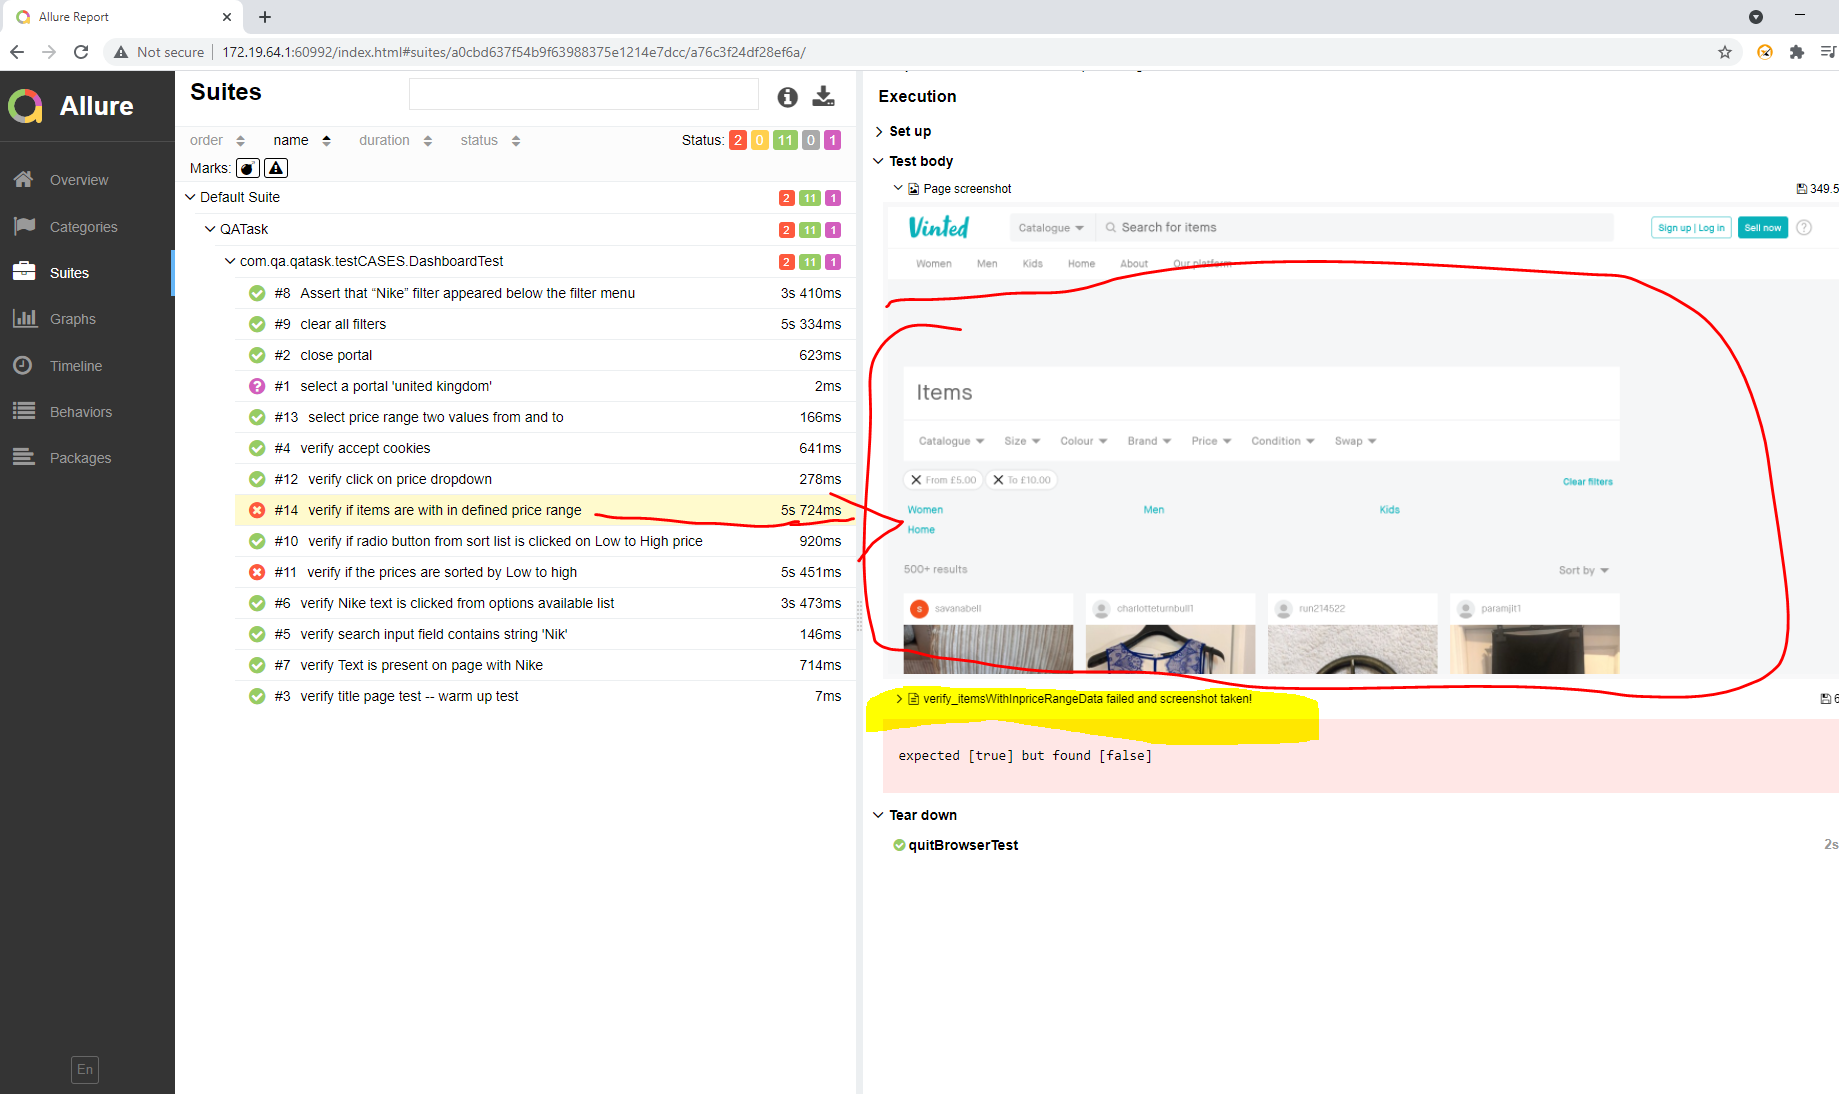 Allure Report
Not secure
172.19.64.1:60992/index.html#suites/a0cbd637f54b9f63988375e1214e7dcc/a76c3f24df28ef6a/
Allure
Overview
Categories
Suites
Graphs
Timeline
Behaviors
Packages
En
Suites
order name duration status
Status: 2 0 11 0 1
Marks:
Default Suite 2 11 1
QATask 2 11 1
com.qa.qatask.testCASES.DashboardTest 2 11 1
#8 Assert that “Nike” filter appeared below the filter menu 3s 410ms
#9 clear all filters 5s 334ms
#2 close portal 623ms
#1 select a portal 'united kingdom' 2ms
#13 select price range two values from and to 166ms
#4 verify accept cookies 641ms
#12 verify click on price dropdown 278ms
#14 verify if items are with in defined price range 5s 724ms
#10 verify if radio button from sort list is clicked on Low to High price 920ms
#11 verify if the prices are sorted by Low to high 5s 451ms
#6 verify Nike text is clicked from options available list 3s 473ms
#5 verify search input field contains string 'Nik' 146ms
#7 verify Text is present on page with Nike 714ms
#3 verify title page test -- warm up test 7ms
Execution
Set up
Test body
Page screenshot 349.5
Vinted Catalogue Search for items Sign up | Log in Sell now ?
Women Men Kids Home About Our platform
Items
Catalogue Size Colour Brand Price Condition Swap
From £5.00 To £10.00 Clear filters
Women Men Kids
Home
500+ results Sort by
s savanabell charlotteturnbull1 run214522 paramjit1
verify_itemsWithInpriceRangeData failed and screenshot taken! 6
expected [true] but found [false]
Tear down
quitBrowserTest 2s